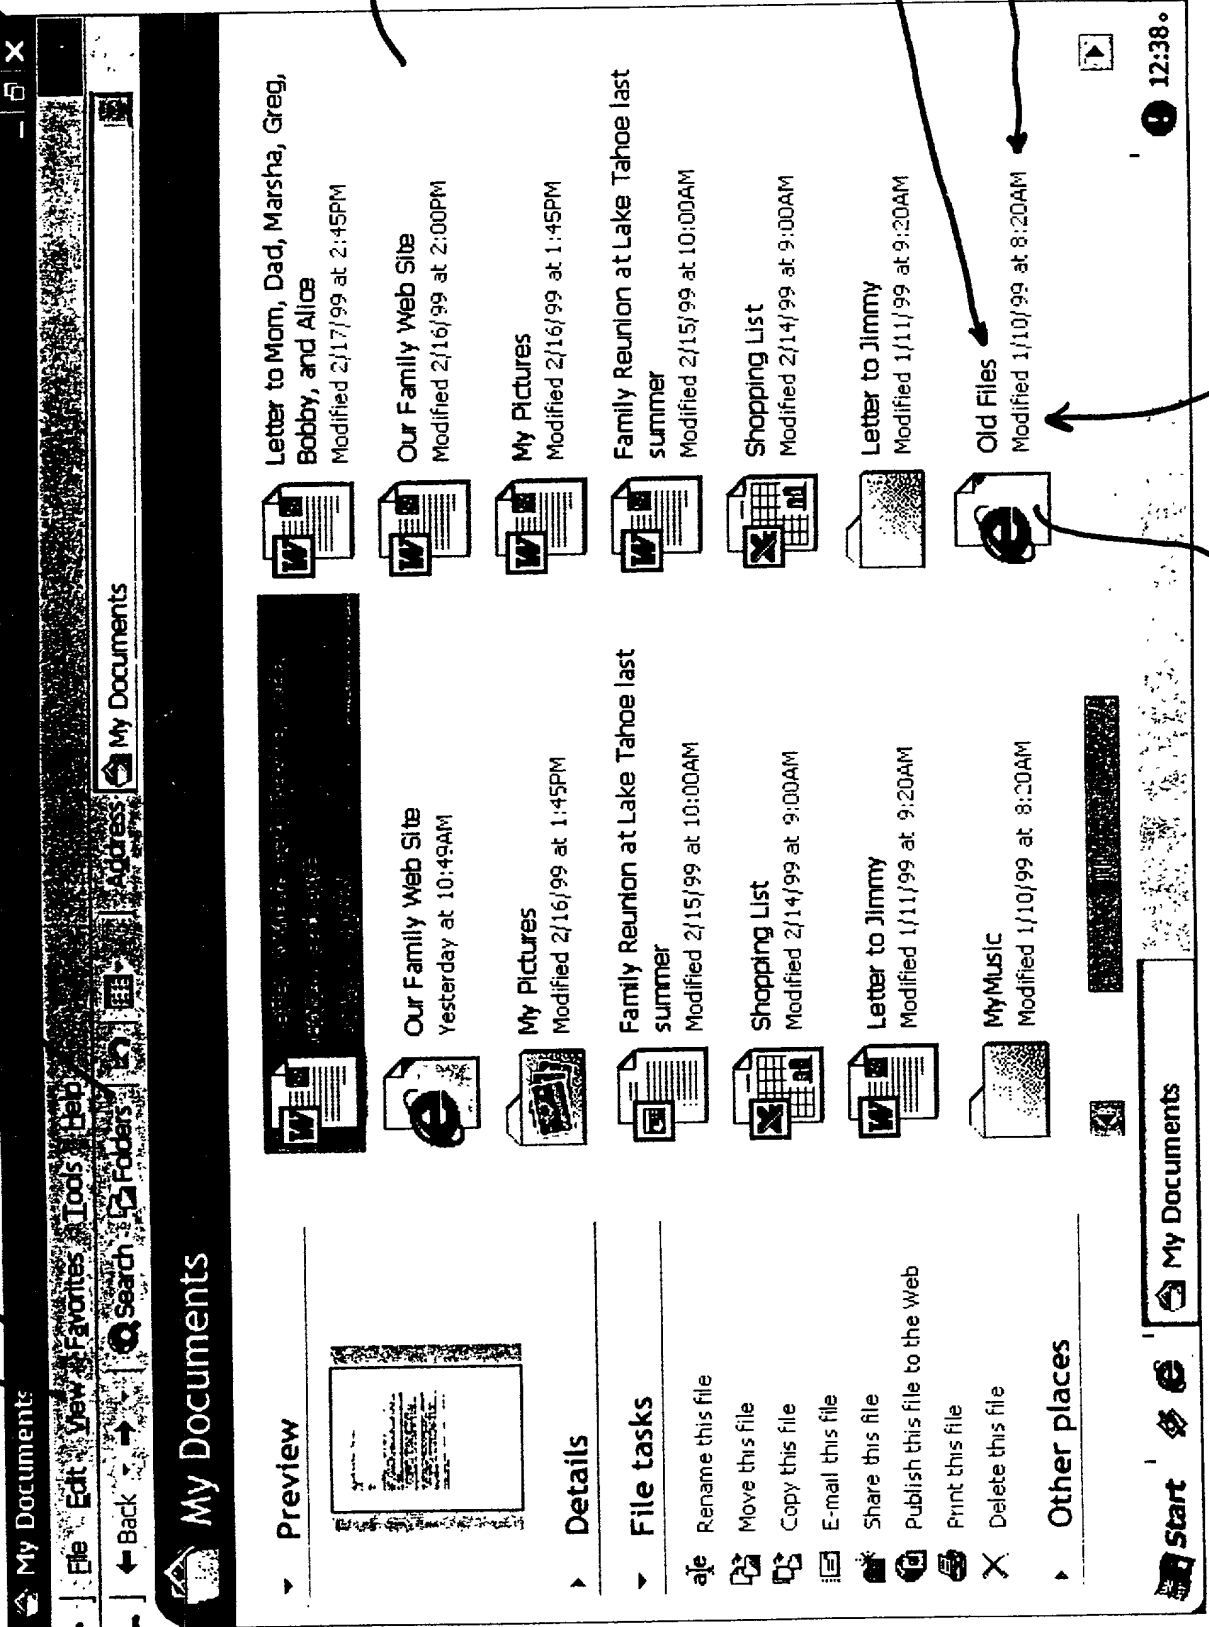 My Documents
File Edit View Favorites Tools Help
Back Search Folders Address My Documents
My Documents
Preview
Details
File tasks
Rename this file
Move this file
Copy this file
E-mail this file
Share this file
Publish this file to the Web
Print this file
Delete this file
Other places
Our Family Web Site
Yesterday at 10:49AM
My Pictures
Modified 2/16/99 at 1:45PM
Family Reunion at Lake Tahoe last
summer
Modified 2/15/99 at 10:00AM
Shopping List
Modified 2/14/99 at 9:00AM
Letter to Jimmy
Modified 1/11/99 at 9:20AM
MyMusic
Modified 1/10/99 at 8:20AM
Letter to Mom, Dad, Marsha, Greg,
Bobby, and Alice
Modified 2/17/99 at 2:45PM
Our Family Web Site
Modified 2/16/99 at 2:00PM
My Pictures
Modified 2/16/99 at 1:45PM
Family Reunion at Lake Tahoe last
summer
Modified 2/15/99 at 10:00AM
Shopping List
Modified 2/14/99 at 9:00AM
Letter to Jimmy
Modified 1/11/99 at 9:20AM
Old Files
Modified 1/10/99 at 8:20AM
Start My Documents 12:38